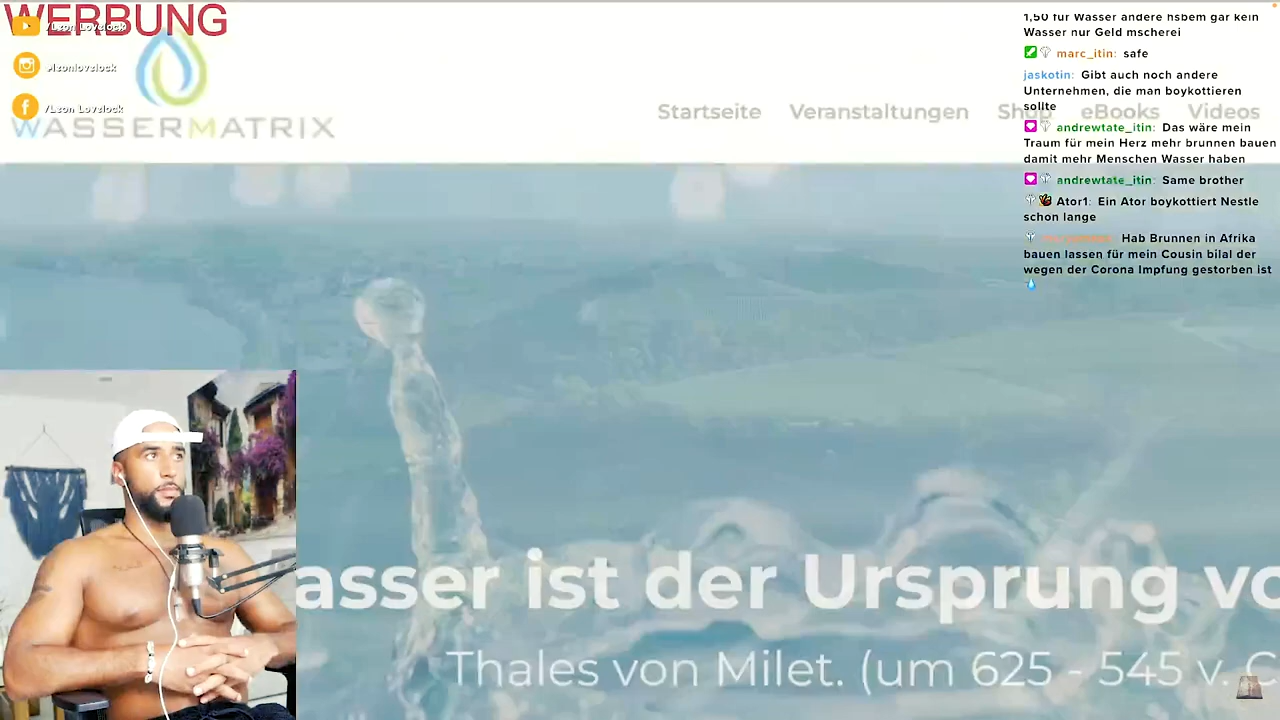 WERBUNG
/Leon Lovelock
/leonlovelock
/Leon Lovelock
WASSERMATRIX
Startseite Veranstaltungen Shop eBooks Videos
1,50 für Wasser andere hsbem gar kein
Wasser nur Geld mscherei
marc_itin: safe
jaskotin: Gibt auch noch andere
Unternehmen, die man boykottieren
sollte
andrewtate_itin: Das wäre mein
Traum für mein Herz mehr brunnen bauen
damit mehr Menschen Wasser haben
andrewtate_itin: Same brother
Ator1: Ein Ator boykottiert Nestle
schon lange
Hab Brunnen in Afrika
bauen lassen für mein Cousin bilal der
wegen der Corona Impfung gestorben ist
asser ist der Ursprung vo
Thales von Milet. (um 625 - 545 v. C